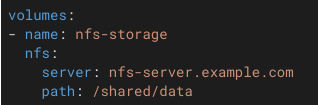 volumes:
- name: nfs-storage
  nfs:
    server: nfs-server.example.com
    path: /shared/data